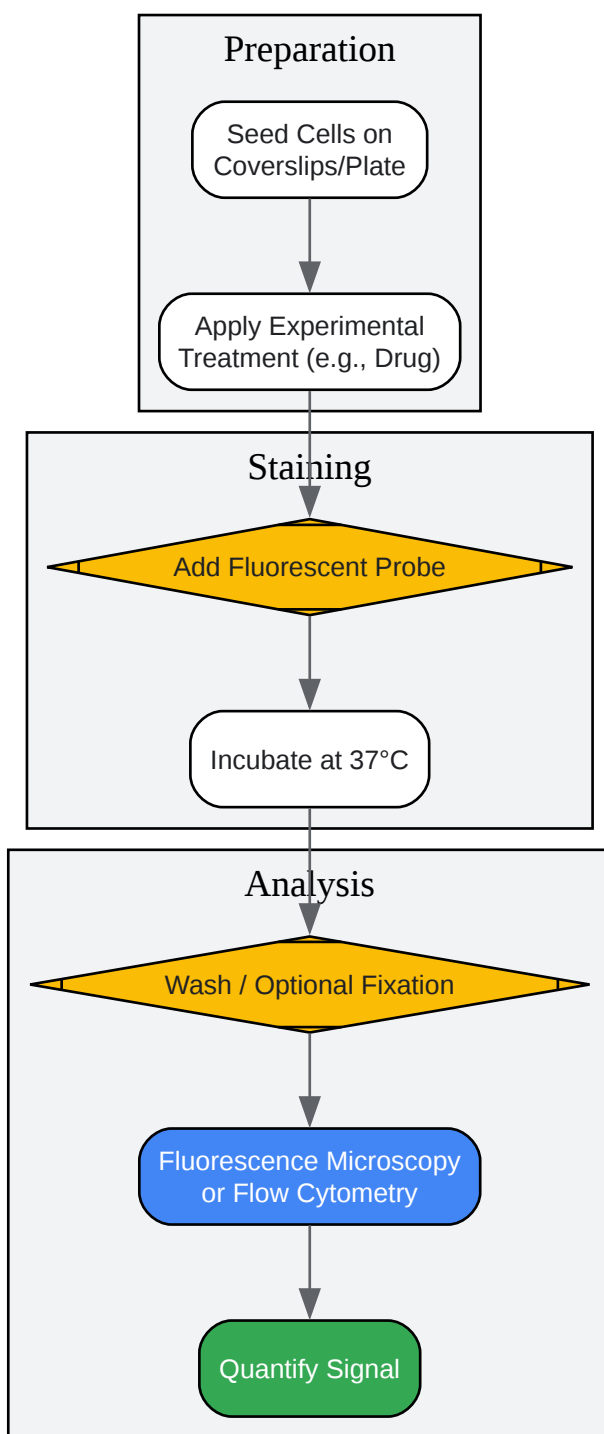 Preparation
Seed Cells on
Coverslips/Plate
Apply Experimental
Treatment (e.g., Drug)
Staining
Add Fluorescent Probe
Incubate at 37°C
Analysis
Wash / Optional Fixation
Fluorescence Microscopy
or Flow Cytometry
Quantify Signal